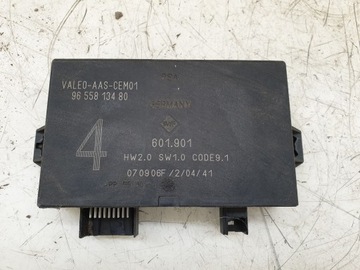 VALEO-AAS-CEM01
96 558 134 80
GERMANY
4
601.901
HW2.0 SW1.0 CODE9.1
070906F/2/04/41